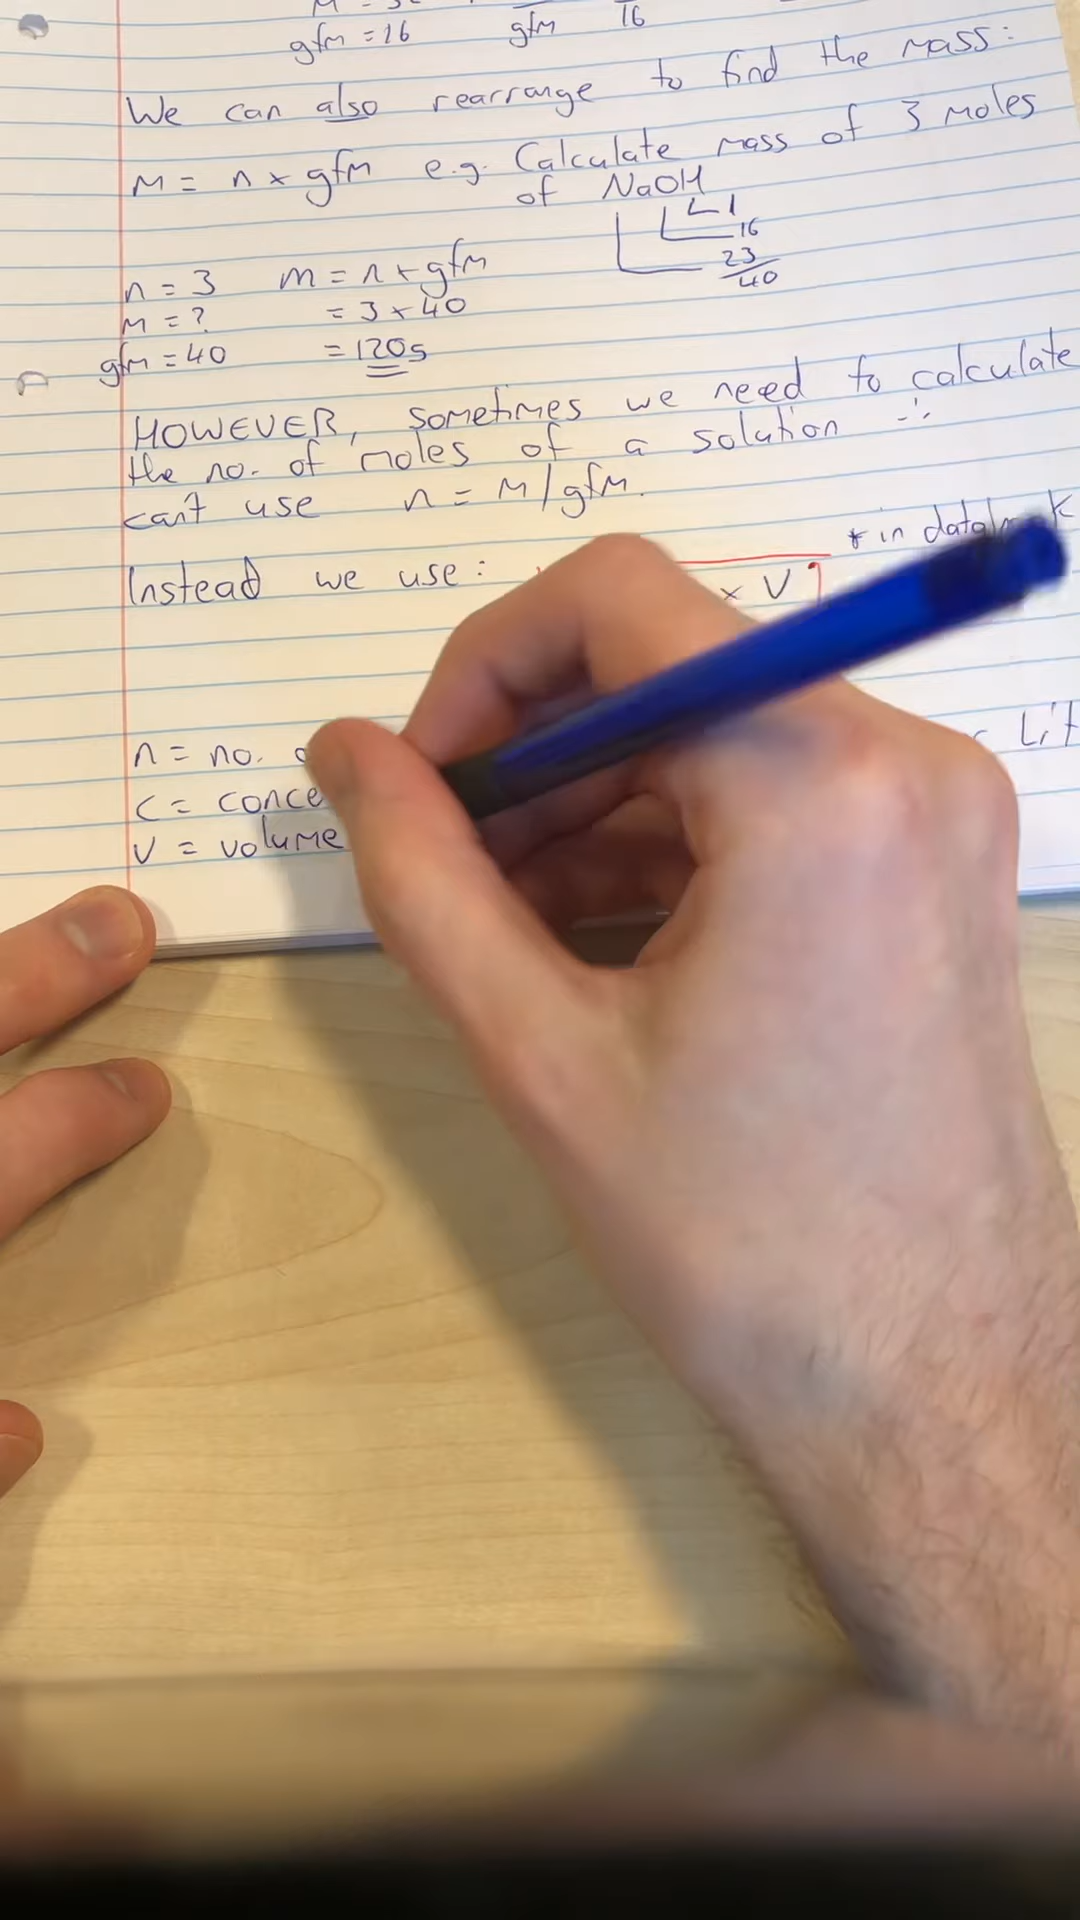 gfm = 16 gfm 16
We can also rearrange to find the mass:
m = n x gfm e.g. Calculate mass of 3 moles
of NaOH
1
16
23
40
n = 3 m = n x gfm
m = ? = 3 x 40
gfm = 40 = 120g
HOWEVER, sometimes we need to calculate
the no. of moles of a solution ∴
can't use n = m/gfm.
* in
Instead we use: x V
n = no.
c =
v = volume